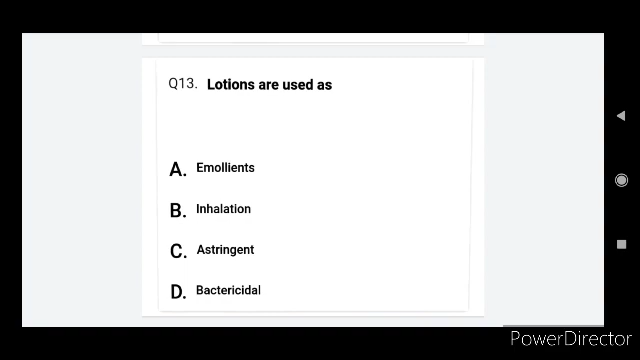 Q13. Lotions are used as
A. Emollients
B. Inhalation
C. Astringent
D. Bactericidal
PowerDirector